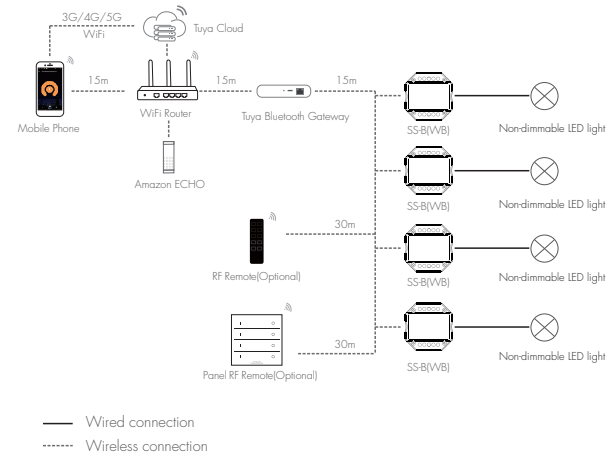 3G/4G/5G
WiFi
Tuya Cloud
15m
15m
15m
Mobile Phone
WiFi Router
Tuya Bluetooth Gateway
SS-B(WB)
Non-dimmable LED light
Amazon ECHO
SS-B(WB)
Non-dimmable LED light
30m
RF Remote(Optional)
SS-B(WB)
Non-dimmable LED light
30m
Panel RF Remote(Optional)
SS-B(WB)
Non-dimmable LED light
Wired connection
Wireless connection